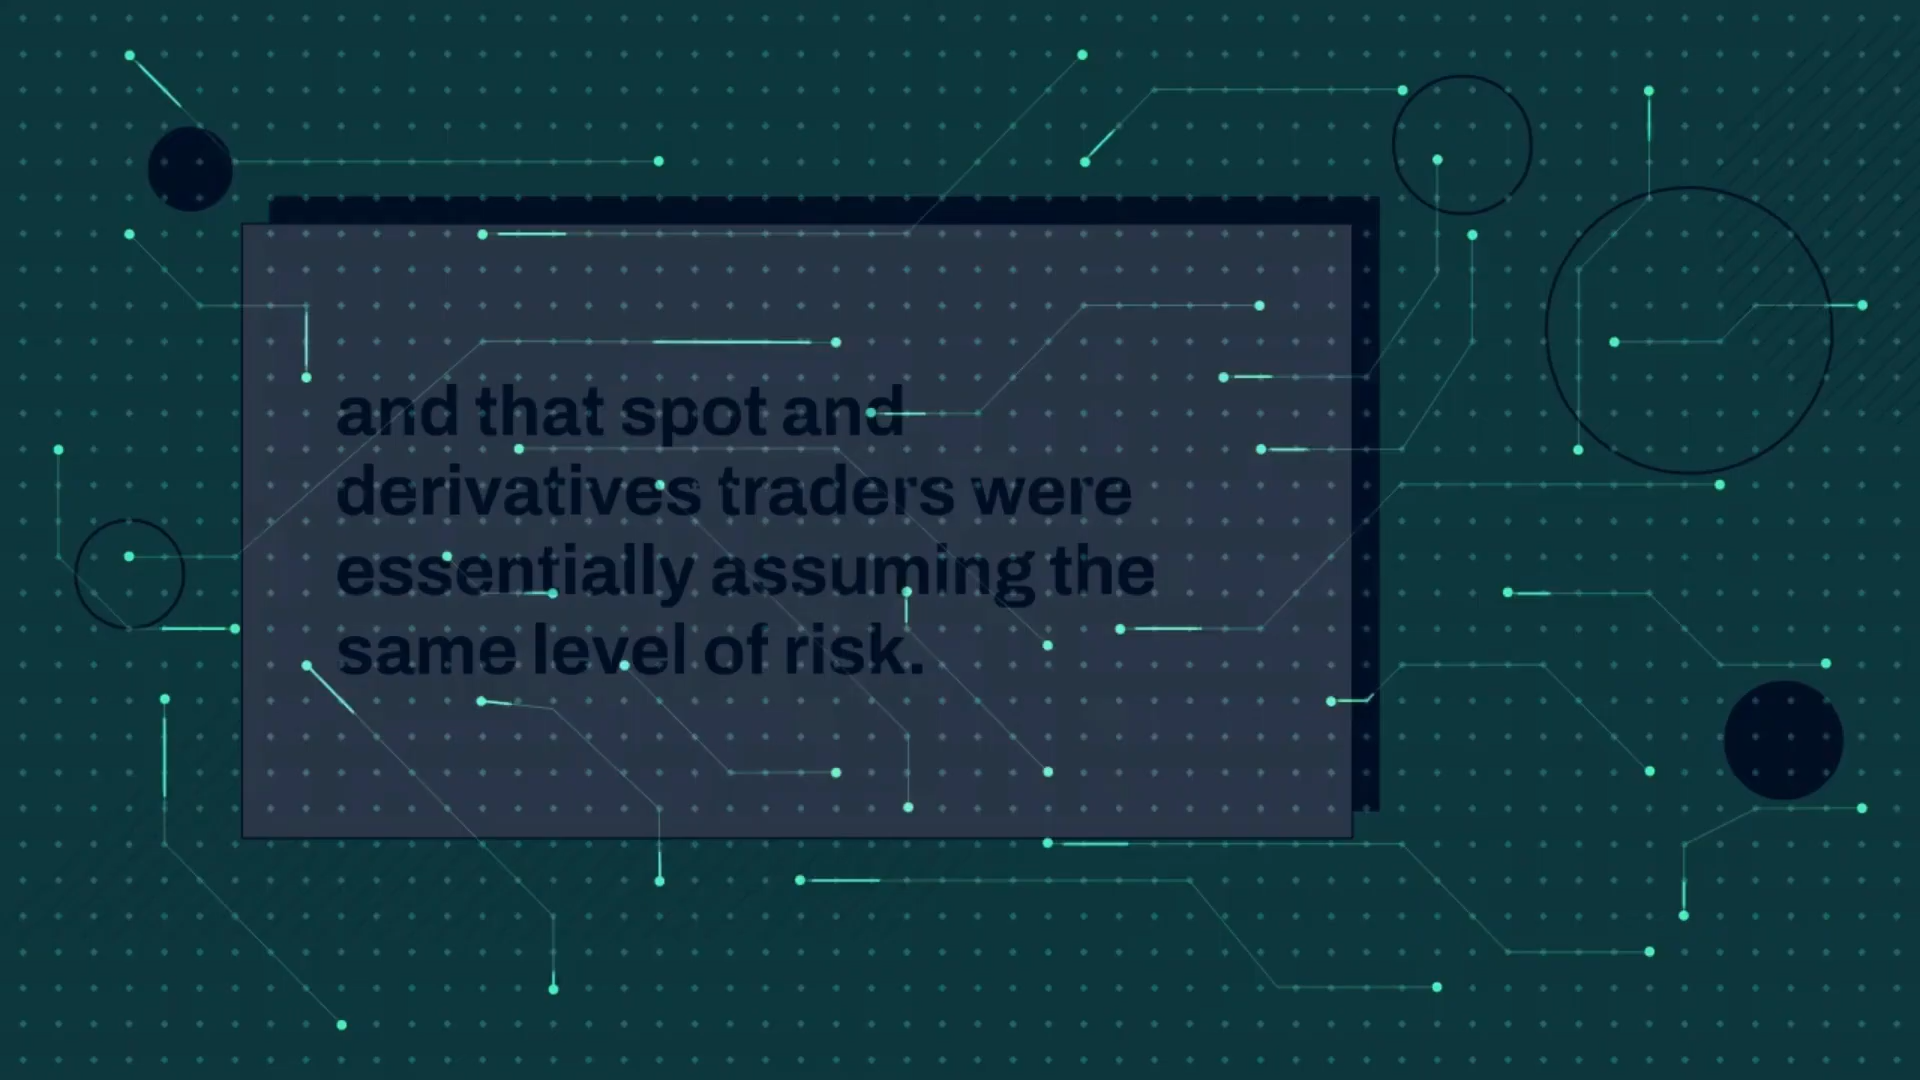 and that spot and
derivatives traders were
essentially assuming the
same level of risk.